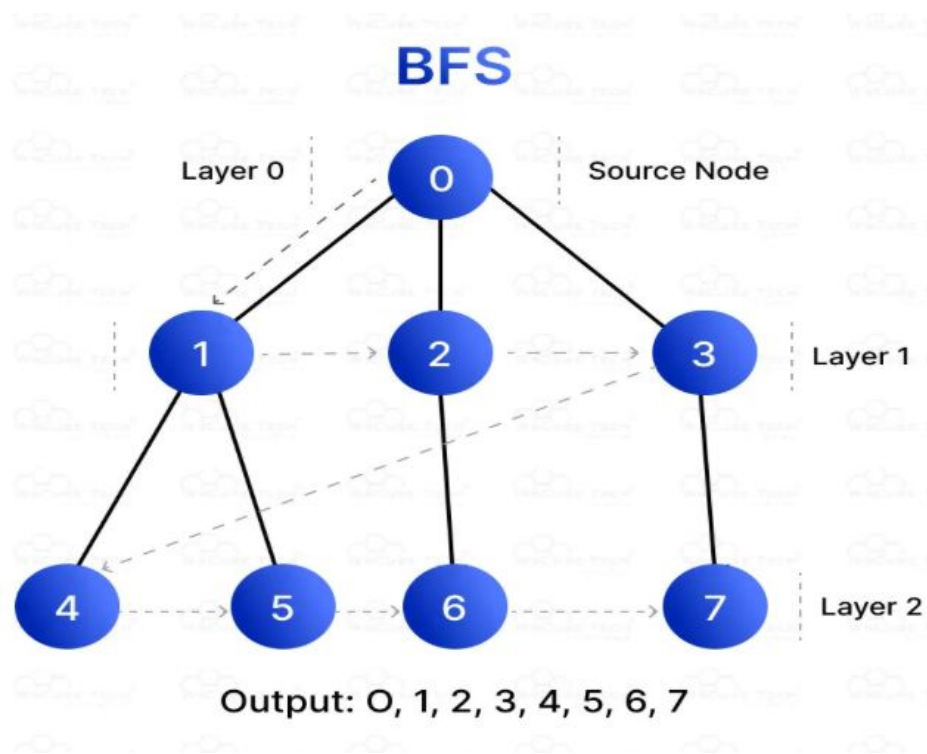 BFS
Layer 0
0
Source Node
1
2
3
Layer 1
4
5
6
7
Layer 2
Output: 0, 1, 2, 3, 4, 5, 6, 7